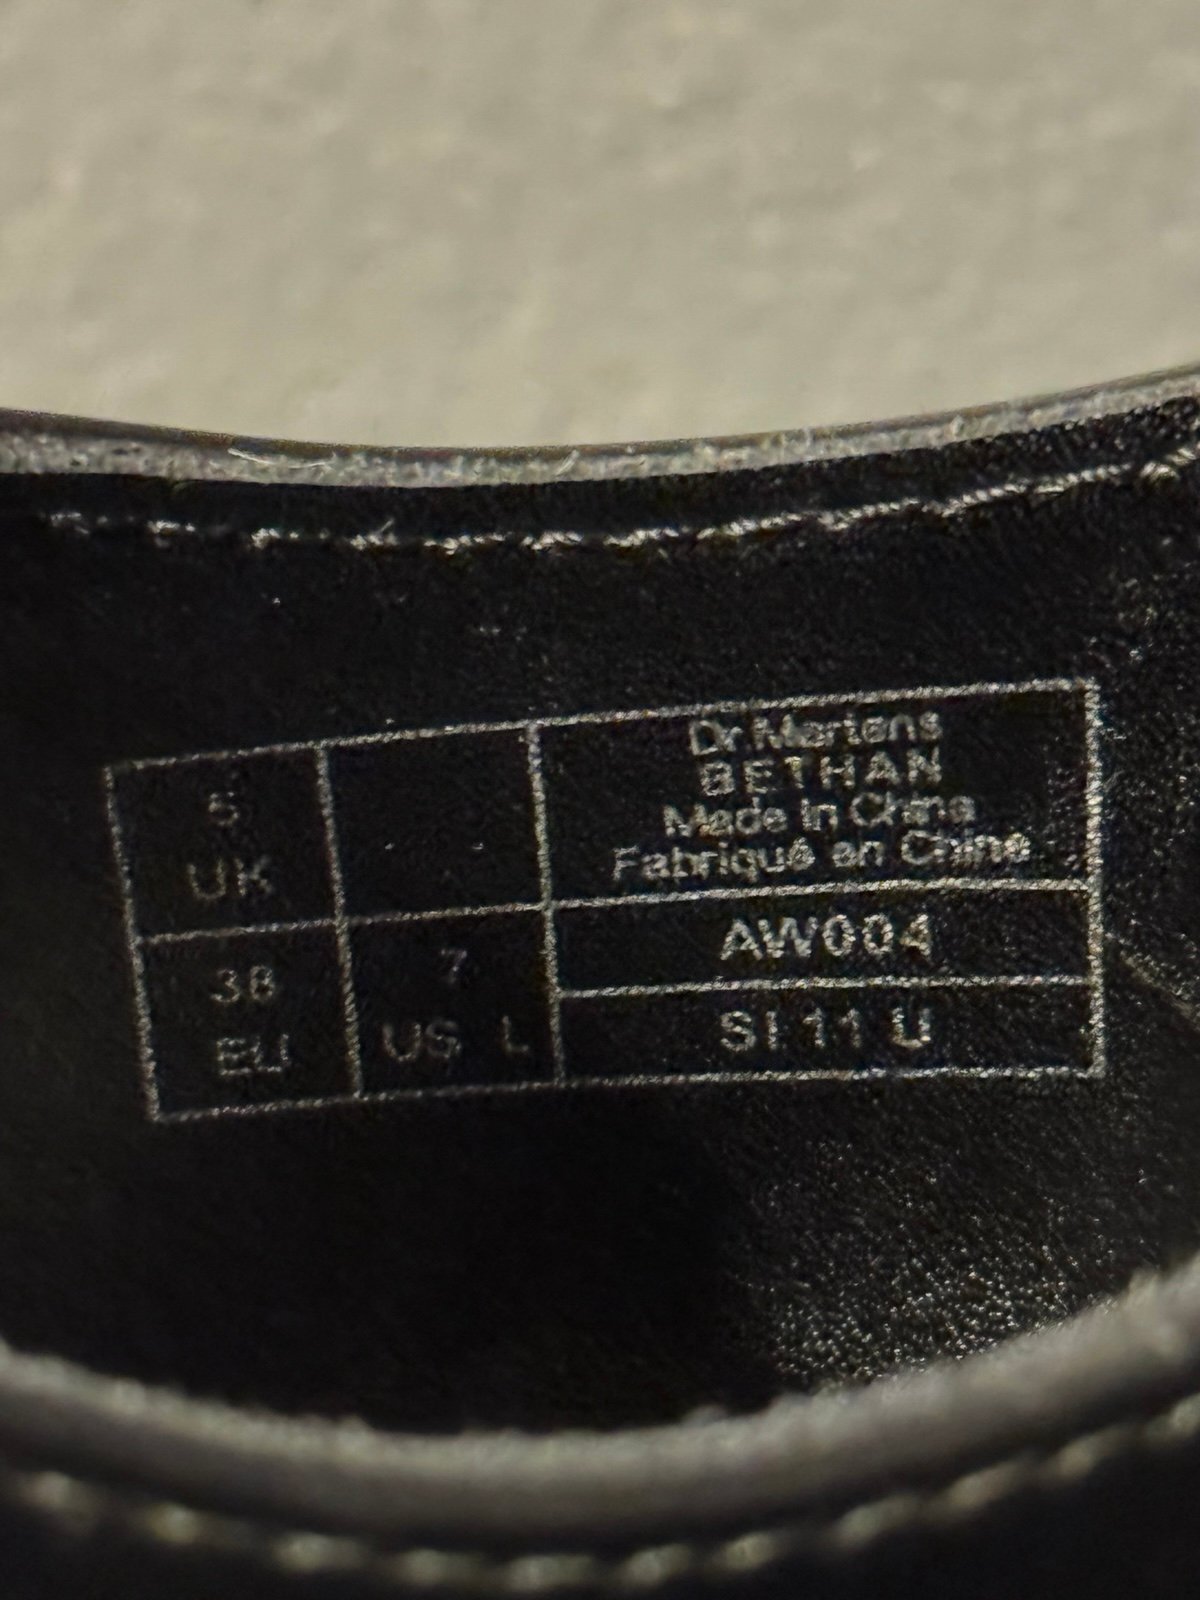 5
UK
38
EU
7
US L
Dr.Martens
BETHAN
Made in China
Fabriqué en Chine
AW004
SI 11 U